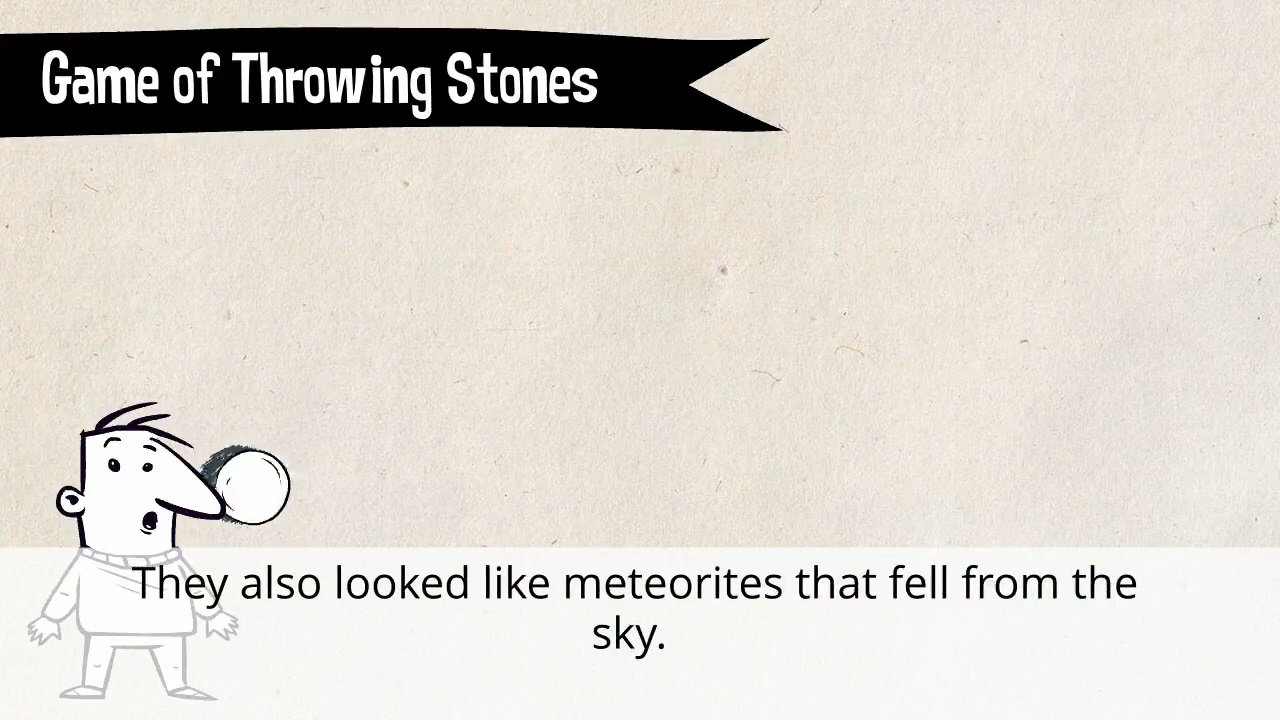 Game of Throwing Stones
They also looked like meteorites that fell from the
sky.